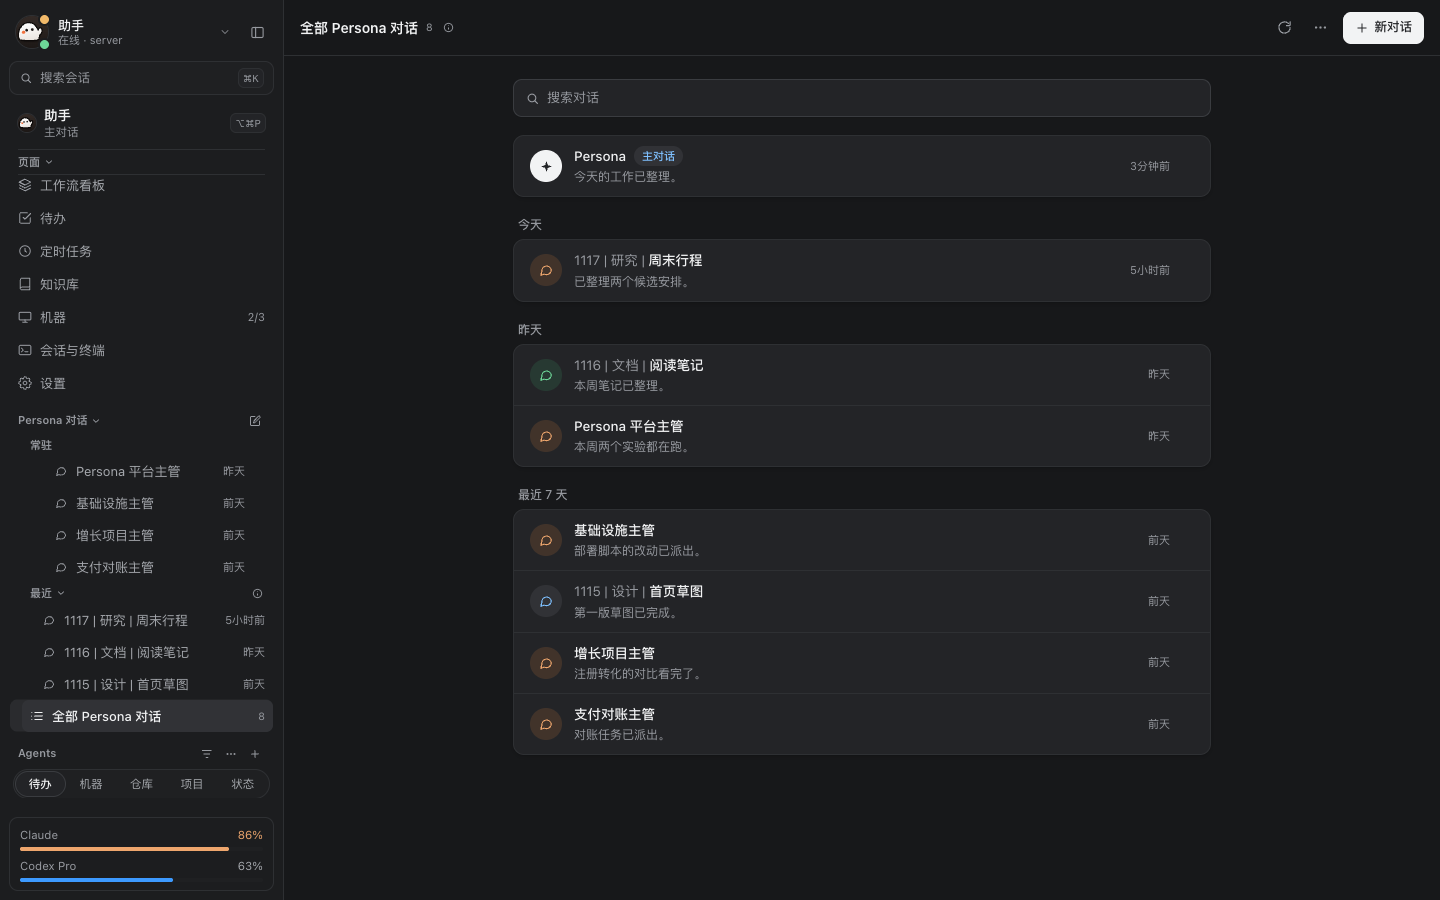 助手
在线 · server
搜索会话
⌘K
助手
主对话
⌥⌘P
页面
工作流看板
待办
定时任务
知识库
机器
2/3
会话与终端
设置
Persona 对话
常驻
Persona 平台主管
昨天
基础设施主管
前天
增长项目主管
前天
支付对账主管
前天
最近
1117 | 研究 | 周末行程
5小时前
1116 | 文档 | 阅读笔记
昨天
1115 | 设计 | 首页草图
前天
全部 Persona 对话
8
Agents
待办
机器
仓库
项目
状态
Claude
86%
Codex Pro
63%
全部 Persona 对话 8
新对话
搜索对话
Persona 主对话
今天的工作已整理。
3分钟前
今天
1117 | 研究 | 周末行程
已整理两个候选安排。
5小时前
昨天
1116 | 文档 | 阅读笔记
本周笔记已整理。
昨天
Persona 平台主管
本周两个实验都在跑。
昨天
最近 7 天
基础设施主管
部署脚本的改动已派出。
前天
1115 | 设计 | 首页草图
第一版草图已完成。
前天
增长项目主管
注册转化的对比看完了。
前天
支付对账主管
对账任务已派出。
前天